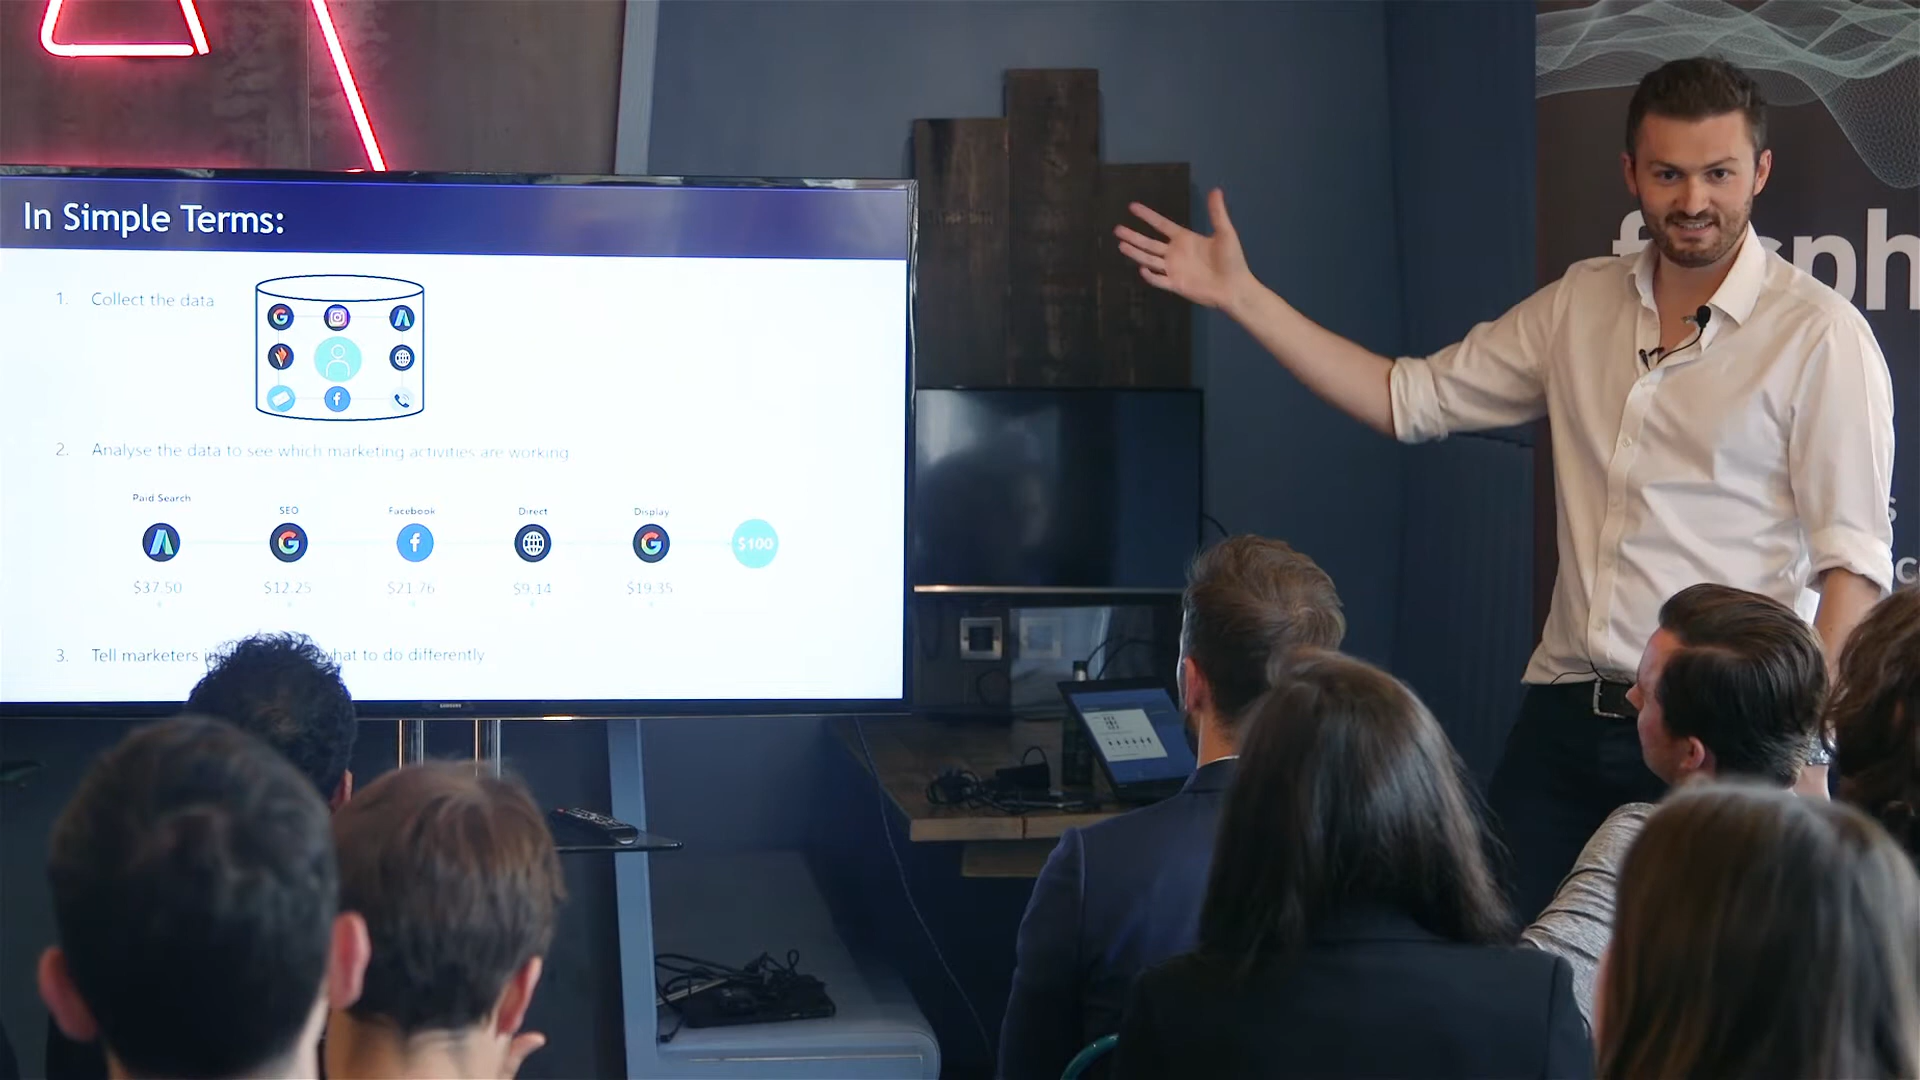 In Simple Terms:
1. Collect the data
2. Analyse the data to see which marketing activities are working
Paid Search
SEO
Facebook
Direct
Display
$100
$37.50
$12.25
$21.76
$9.14
$19.35
3. Tell marketers what to do differently
SAMSUNG